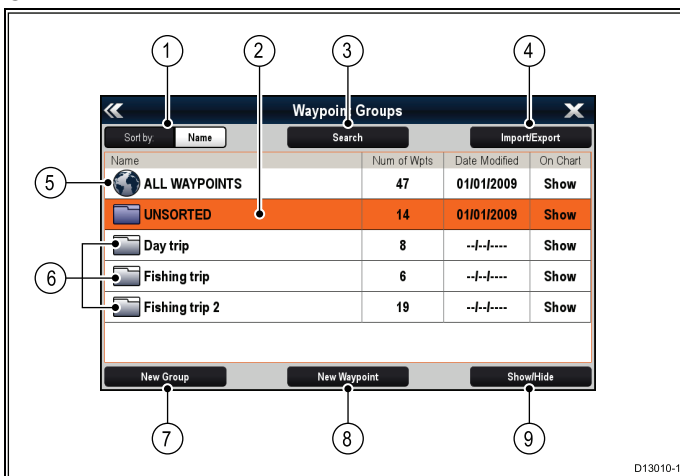 1 2 3 4
Waypoint Groups
Sort by: Name Search Import/Export
Name Num of Wpts Date Modified On Chart
5 ALL WAYPOINTS 47 01/01/2009 Show
UNSORTED 14 01/01/2009 Show
Day trip 8 --/--/---- Show
6 Fishing trip 6 --/--/---- Show
Fishing trip 2 19 --/--/---- Show
New Group New Waypoint Show/Hide
7 8 9
D13010-1